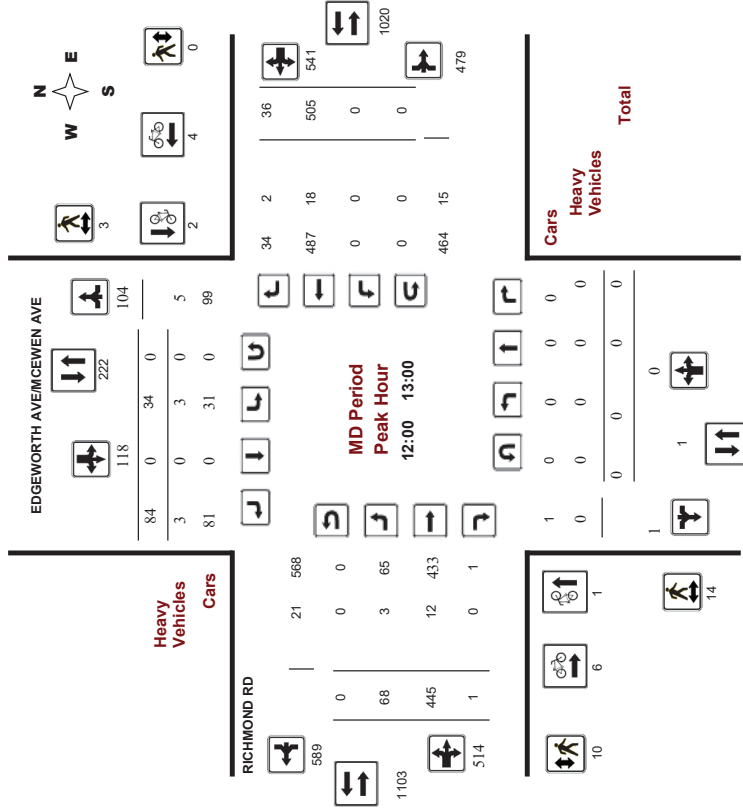 N
W E
S
0
3
2
4
EDGEWORTH AVE/MCEWEN AVE
222
118
104
84 0 34 0
3 0 3 0 5
81 0 31 0 99
Heavy
Vehicles
Cars
1020
541
479
34 2 36
487 18 505
0 0 0
0 0 0
464 15
MD Period
Peak Hour
12:00 13:00
RICHMOND RD
589
1103
514
21 568
0 0 0
68 3 65
445 12 433
1 0 1
Cars
Heavy
Vehicles
Total
1 0 0 0 0
0 0 0 0 0
0 0 0 0
1
1
0
10
6
1
14